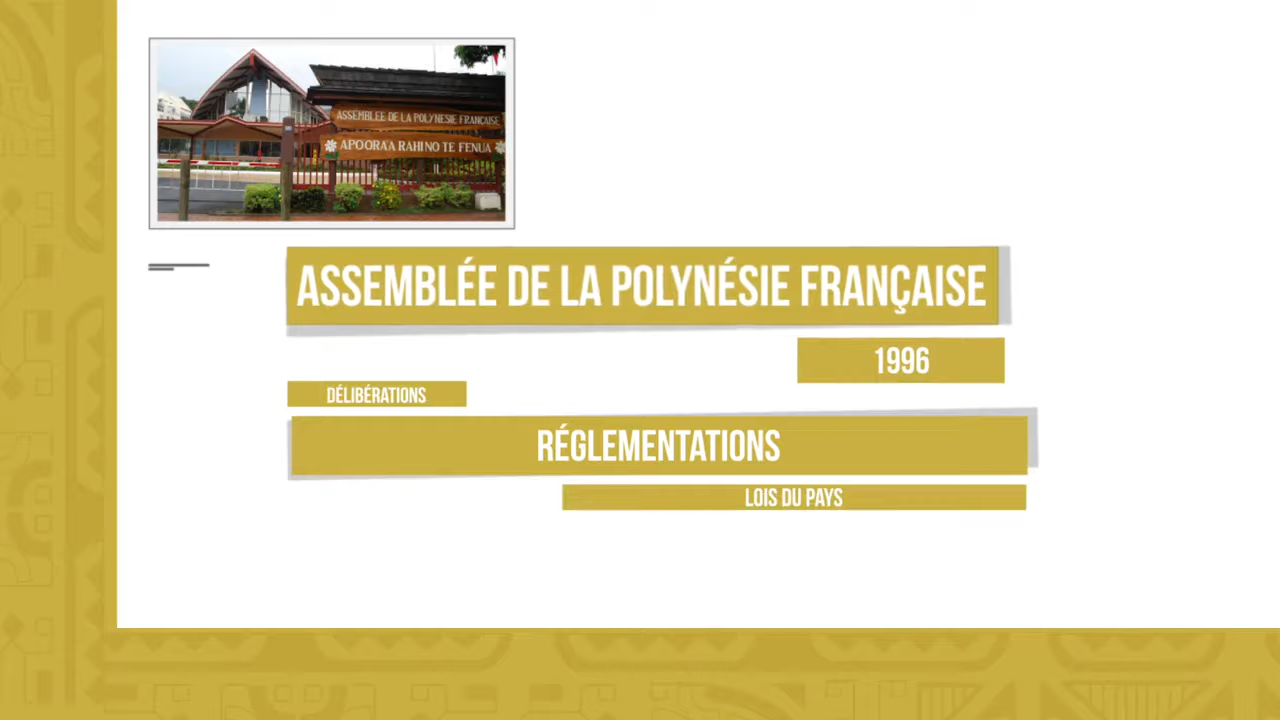 ASSEMBLÉE DE LA POLYNESIE FRANÇAISE
APOORAA RAHI NO TE FENUA
ASSEMBLÉE DE LA POLYNÉSIE FRANÇAISE
1996
DÉLIBÉRATIONS
RÉGLEMENTATIONS
LOIS DU PAYS